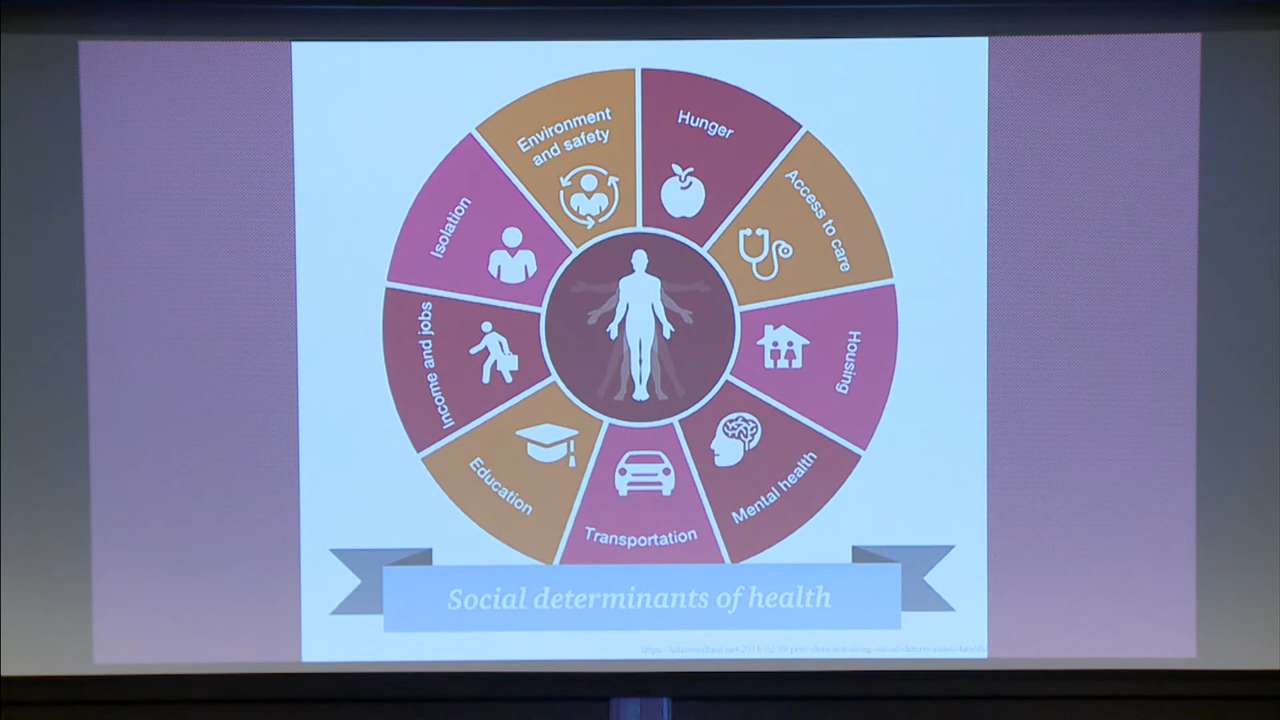 Environment
and safety
Hunger
Access to care
Housing
Mental health
Transportation
Education
Income and jobs
Isolation
Social determinants of health